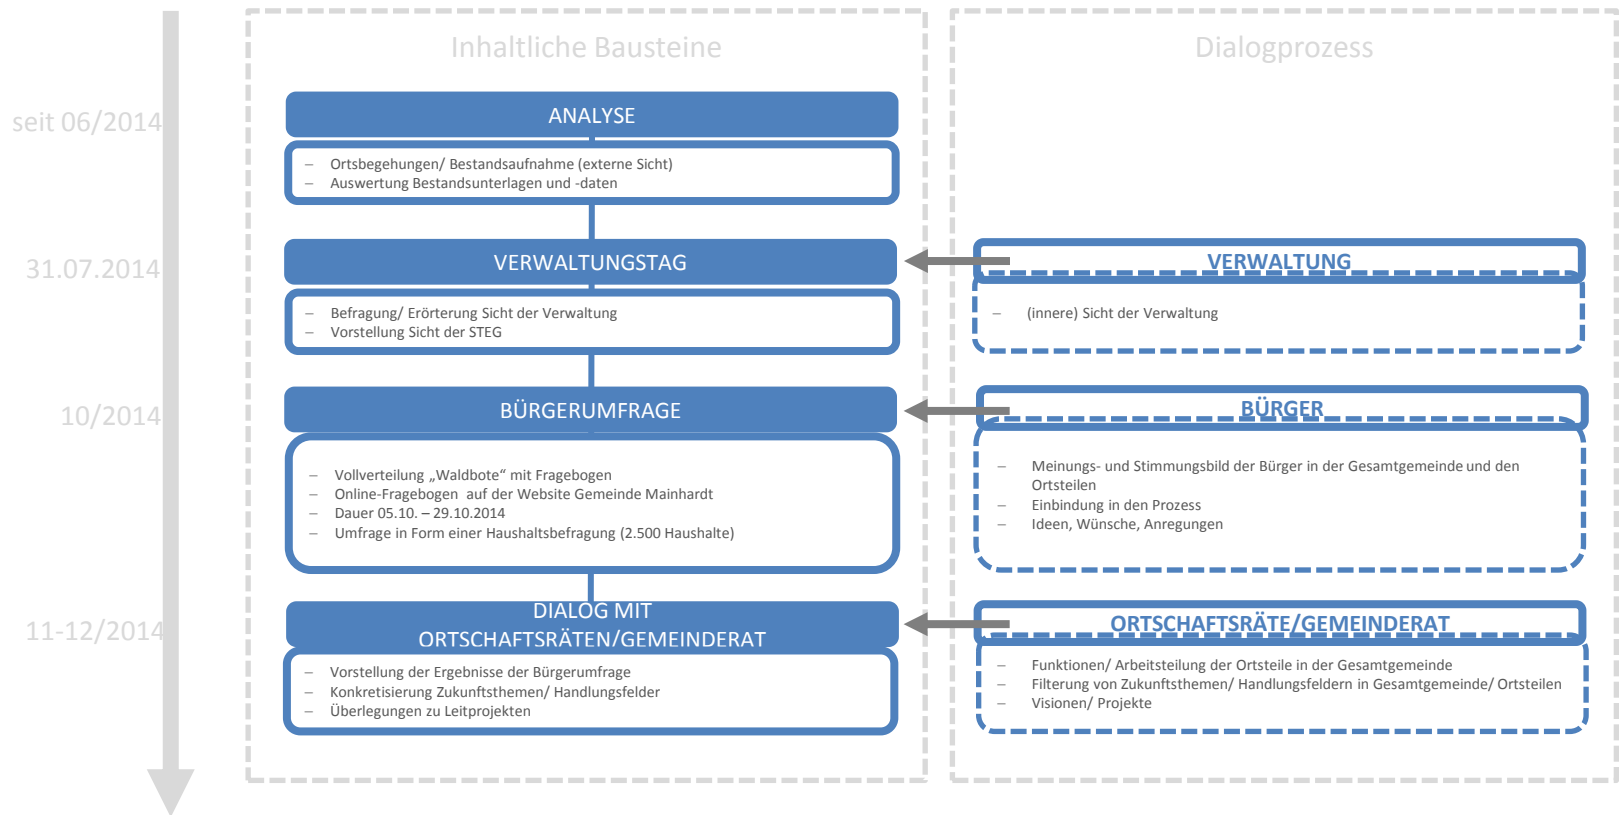 Inhaltliche Bausteine
Dialogprozess
seit 06/2014
ANALYSE
– Ortsbegehungen/ Bestandsaufnahme (externe Sicht)
– Auswertung Bestandsunterlagen und -daten
31.07.2014
VERWALTUNGSTAG
– Befragung/ Erörterung Sicht der Verwaltung
– Vorstellung Sicht der STEG
VERWALTUNG
– (innere) Sicht der Verwaltung
10/2014
BÜRGERUMFRAGE
– Vollverteilung „Waldbote“ mit Fragebogen
– Online-Fragebogen auf der Website Gemeinde Mainhardt
– Dauer 05.10. – 29.10.2014
– Umfrage in Form einer Haushaltsbefragung (2.500 Haushalte)
BÜRGER
– Meinungs- und Stimmungsbild der Bürger in der Gesamtgemeinde und den
Ortsteilen
– Einbindung in den Prozess
– Ideen, Wünsche, Anregungen
11-12/2014
DIALOG MIT
ORTSCHAFTSRÄTEN/GEMEINDERAT
– Vorstellung der Ergebnisse der Bürgerumfrage
– Konkretisierung Zukunftsthemen/ Handlungsfelder
– Überlegungen zu Leitprojekten
ORTSCHAFTSRÄTE/GEMEINDERAT
– Funktionen/ Arbeitsteilung der Ortsteile in der Gesamtgemeinde
– Filterung von Zukunftsthemen/ Handlungsfeldern in Gesamtgemeinde/ Ortsteilen
– Visionen/ Projekte